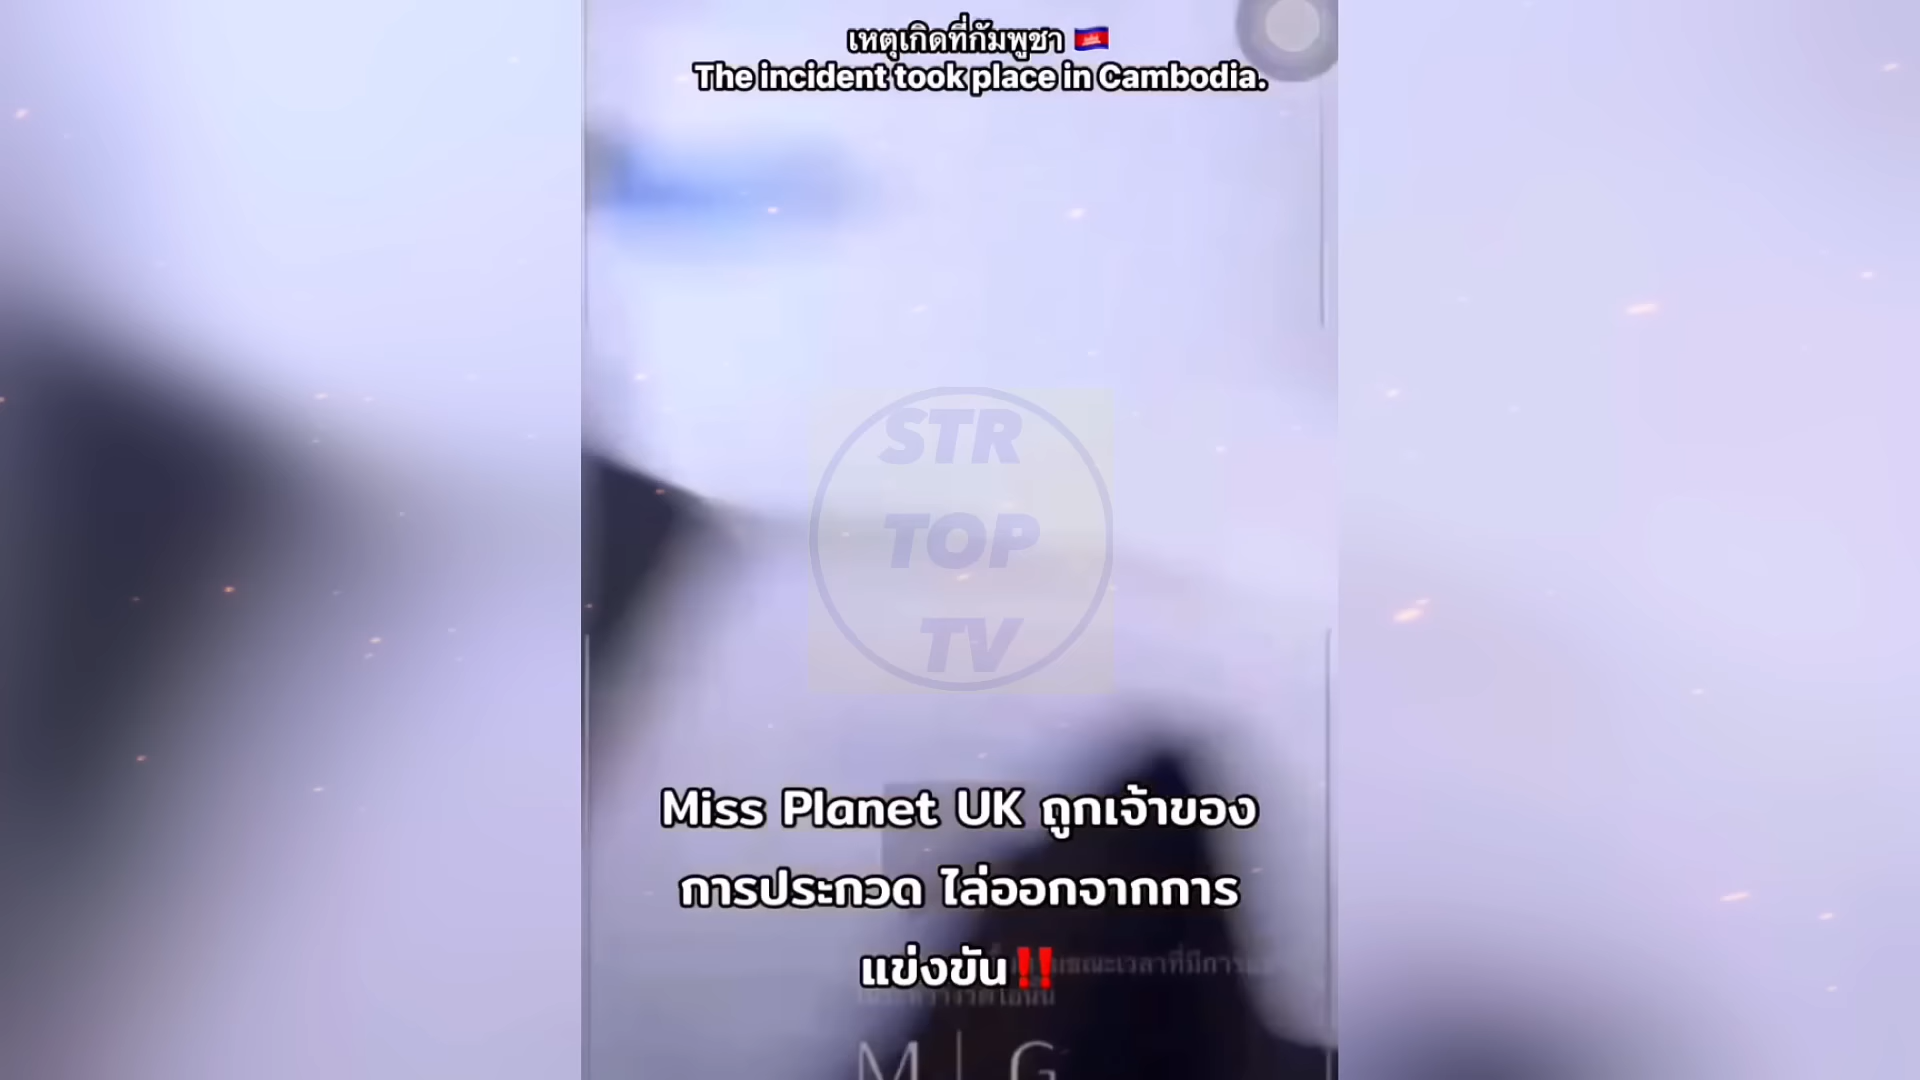 เหตุเกิดที่กัมพูชา 🇰🇭
The incident took place in Cambodia.
STR
TOP
TV
Miss Planet UK ถูกเจ้าของ
การประกวด ไล่ออกจากการ
แข่งขัน‼️
M | G